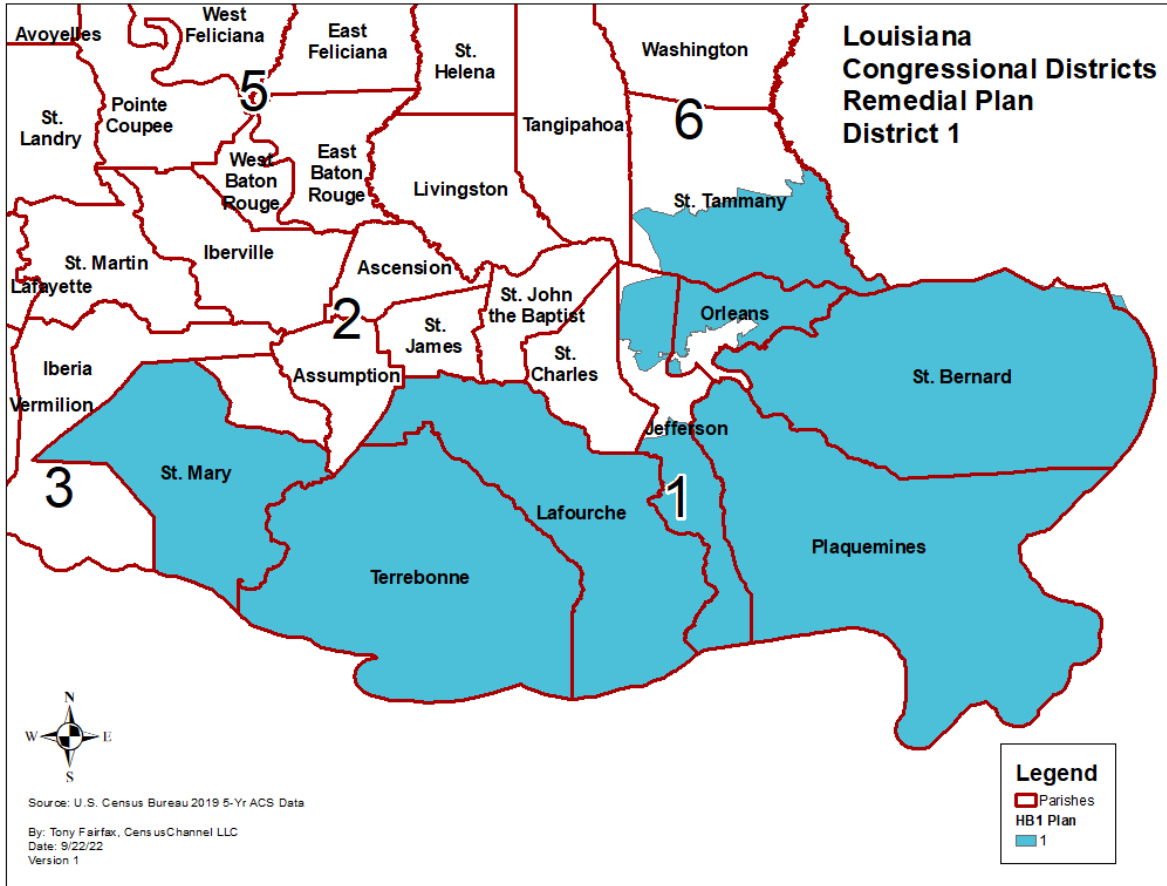 Louisiana
Congressional Districts
Remedial Plan
District 1
West
Feliciana
Avoyelles
East
Feliciana
St.
Helena
Washington
5
6
Pointe
Coupee
St.
Landry
Tangipahoa
West
Baton
Rouge
East
Baton
Rouge
Livingston
St. Tammany
Iberville
St. Martin
Ascension
Lafayette
St. John
the Baptist
Orleans
2
St.
James
St.
Charles
Iberia
Assumption
St. Bernard
Vermilion
Jefferson
St. Mary
3
1
Lafourche
Plaquemines
Terrebonne
N
W
E
S
Source: U.S. Census Bureau 2019 5-Yr ACS Data
By: Tony Fairfax, CensusChannel LLC
Date: 9/22/22
Version 1
Legend
Parishes
HB1 Plan
1